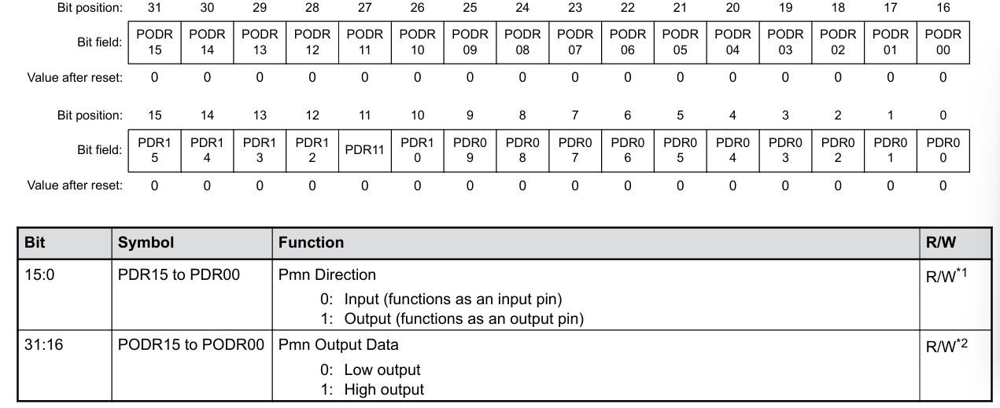 Bit position: 31 30 29 28 27 26 25 24 23 22 21 20 19 18 17 16
Bit field: PODR PODR PODR PODR PODR PODR PODR PODR PODR PODR PODR PODR PODR PODR PODR PODR
15 14 13 12 11 10 09 08 07 06 05 04 03 02 01 00
Value after reset: 0 0 0 0 0 0 0 0 0 0 0 0 0 0 0 0
Bit position: 15 14 13 12 11 10 9 8 7 6 5 4 3 2 1 0
Bit field: PDR1 PDR1 PDR1 PDR1 PDR11 PDR1 PDR0 PDR0 PDR0 PDR0 PDR0 PDR0 PDR0 PDR0 PDR0 PDR0
5 4 3 2 0 9 8 7 6 5 4 3 2 1 0
Value after reset: 0 0 0 0 0 0 0 0 0 0 0 0 0 0 0 0
Bit Symbol Function R/W
15:0 PDR15 to PDR00 Pmn Direction R/W*1
0: Input (functions as an input pin)
1: Output (functions as an output pin)
31:16 PODR15 to PODR00 Pmn Output Data R/W*2
0: Low output
1: High output